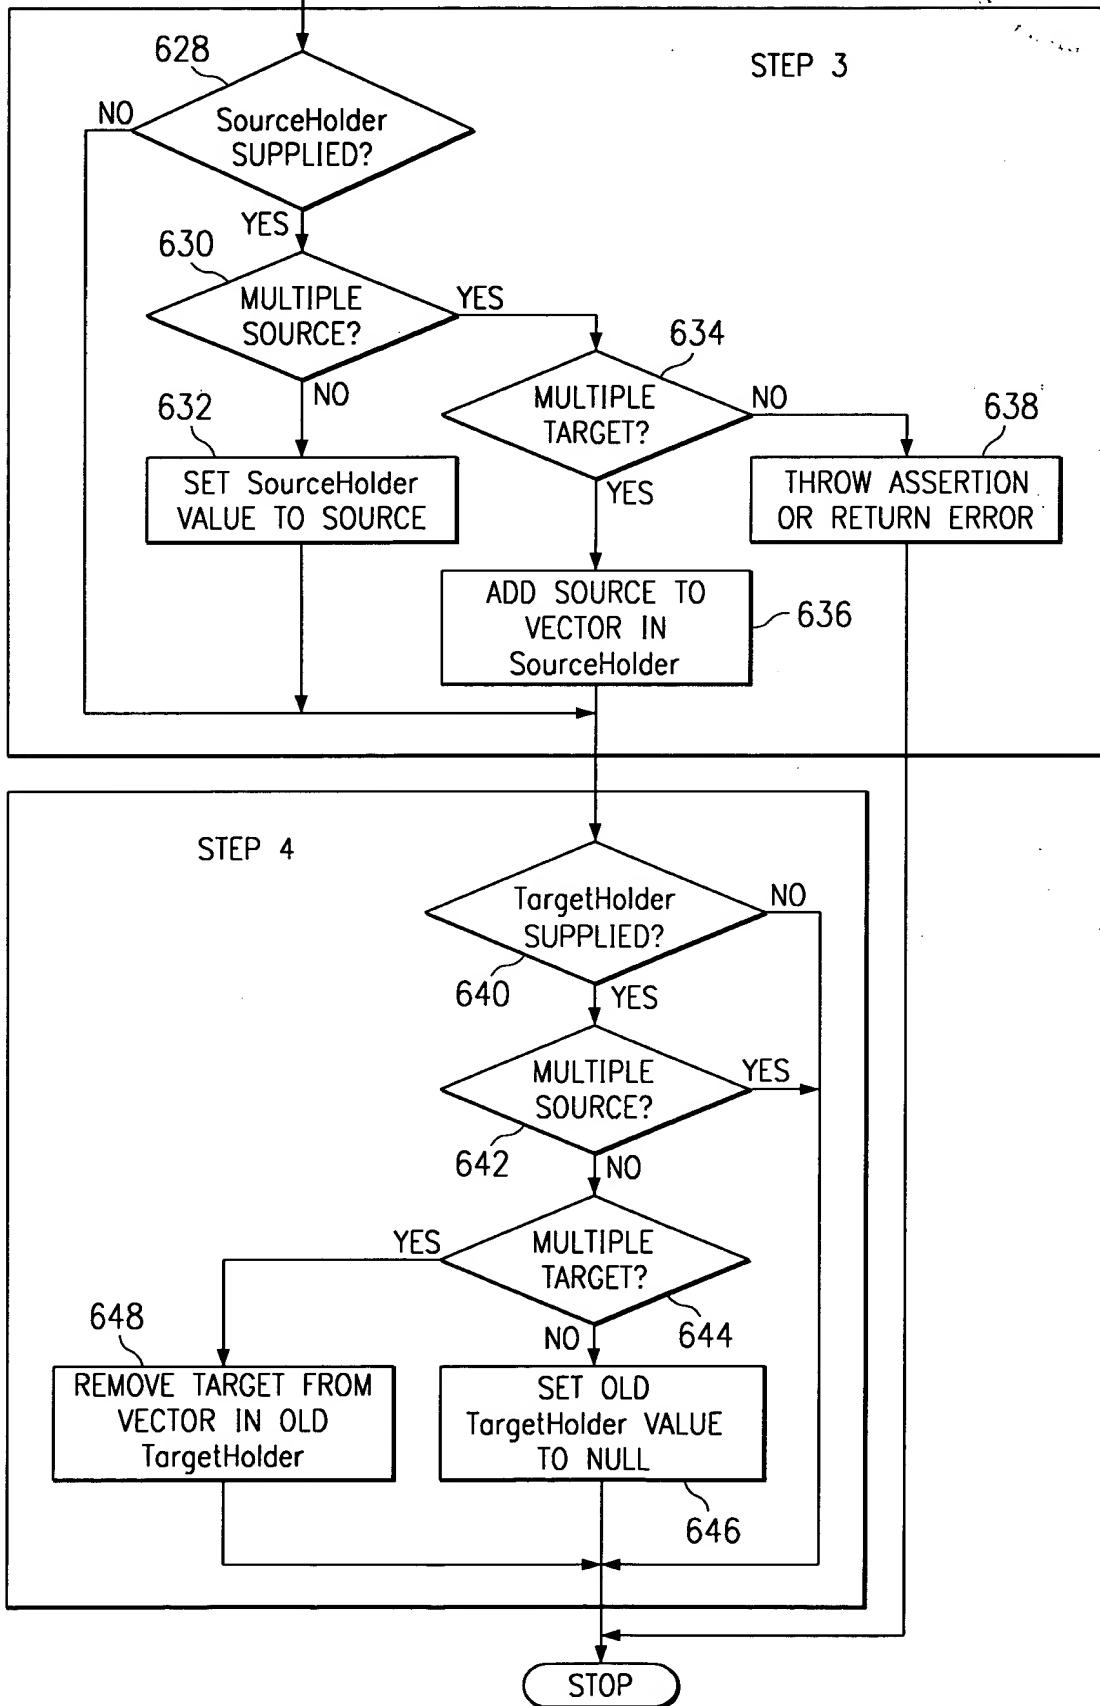 628
STEP 3
NO
SourceHolder
SUPPLIED?
YES
630
MULTIPLE
SOURCE?
YES
634
NO
MULTIPLE
TARGET?
NO
632
638
SET SourceHolder
VALUE TO SOURCE
YES
THROW ASSERTION
OR RETURN ERROR
ADD SOURCE TO
VECTOR IN
SourceHolder
636
STEP 4
TargetHolder
SUPPLIED?
NO
640
YES
MULTIPLE
SOURCE?
YES
642
NO
YES
MULTIPLE
TARGET?
648
NO
644
REMOVE TARGET FROM
VECTOR IN OLD
TargetHolder
SET OLD
TargetHolder VALUE
TO NULL
646
STOP